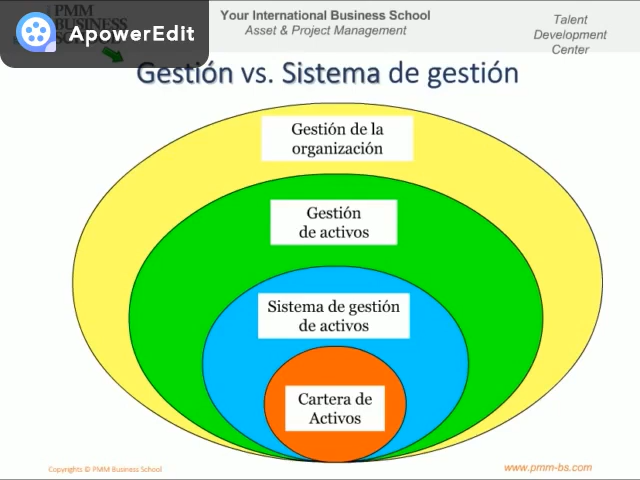 PMM
BUSINESS
SCHOOL
ApowerEdit
Your International Business School
Asset & Project Management
Talent
Development
Center
Gestión vs. Sistema de gestión
Gestión de la
organización
Gestión
de activos
Sistema de gestión
de activos
Cartera de
Activos
Copyrights © PMM Business School
www.pmm-bs.com